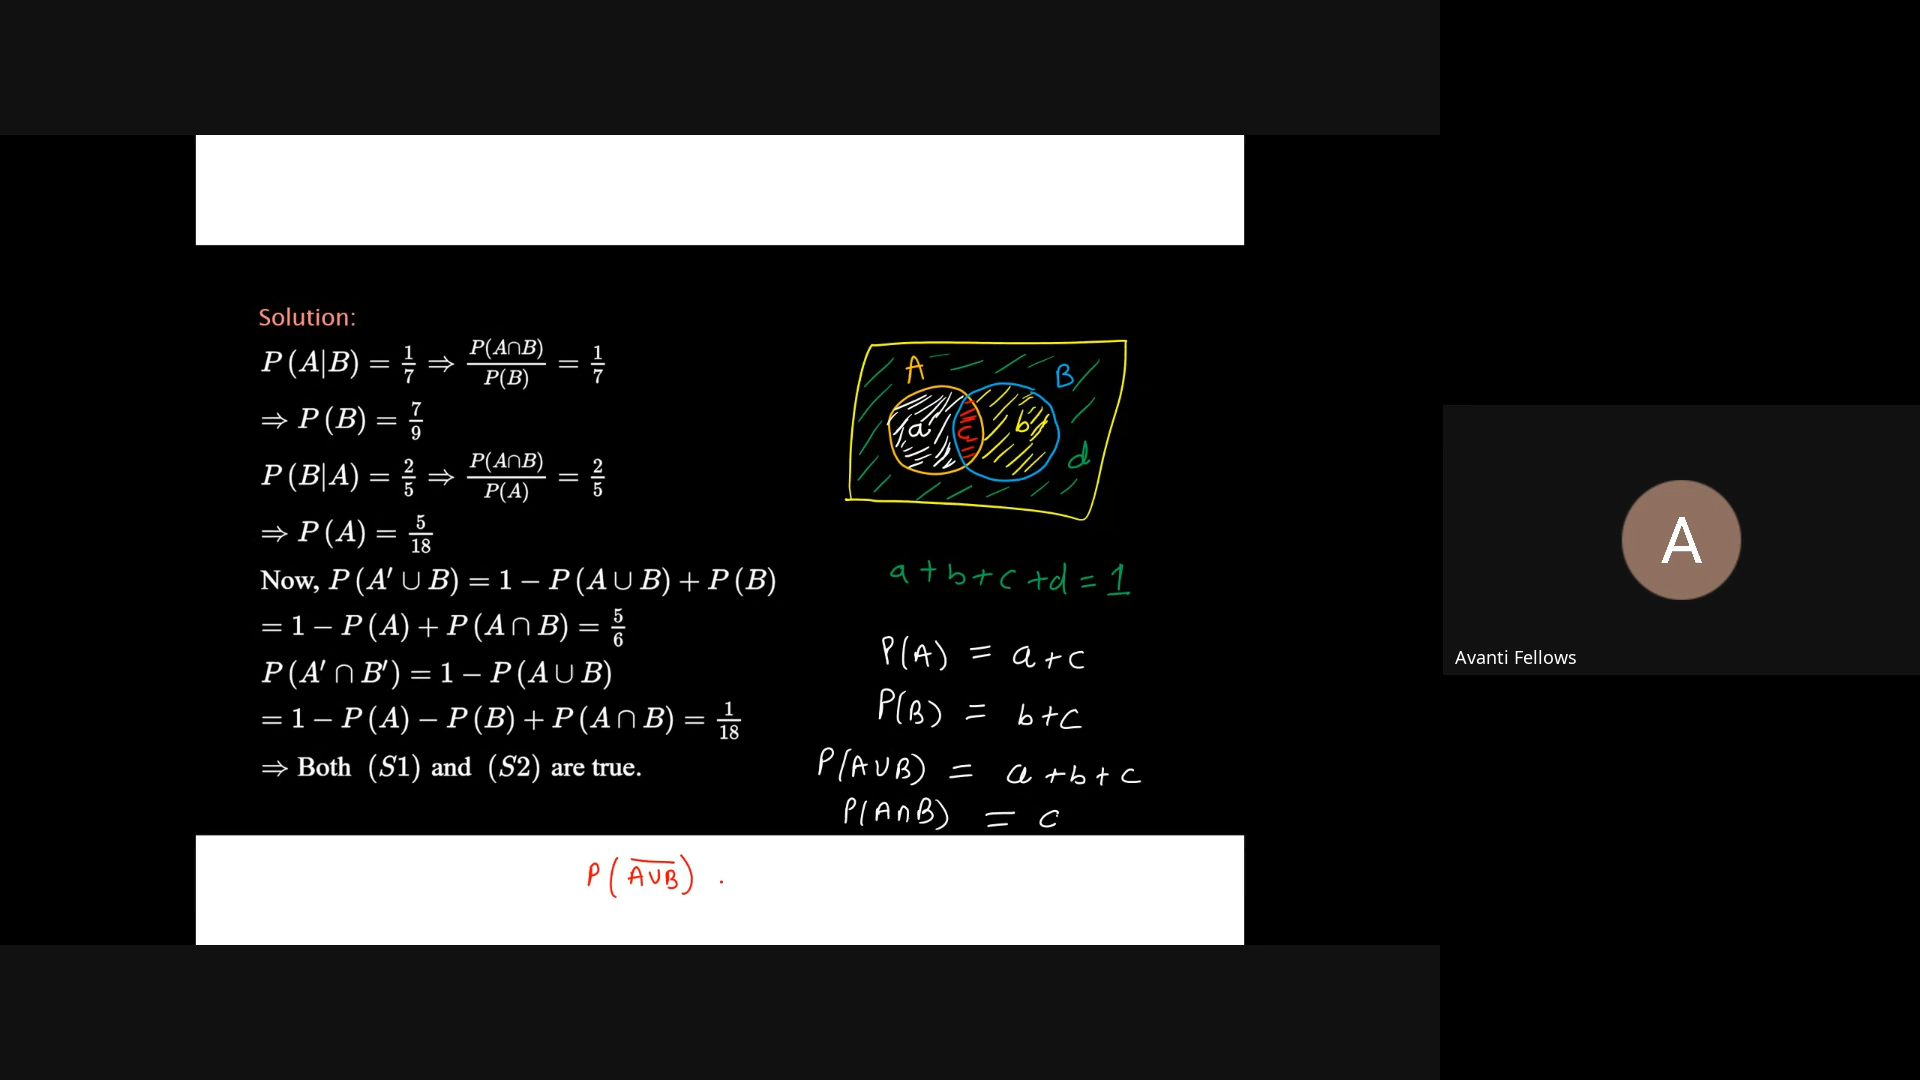 Solution:
P(A|B) = 1/7 ⇒ P(A∩B)/P(B) = 1/7
⇒ P(B) = 7/9
P(B|A) = 2/5 ⇒ P(A∩B)/P(A) = 2/5
⇒ P(A) = 5/18
Now, P(A′ ∪ B) = 1 − P(A ∪ B) + P(B)
= 1 − P(A) + P(A ∩ B) = 5/6
P(A′ ∩ B′) = 1 − P(A ∪ B)
= 1 − P(A) − P(B) + P(A ∩ B) = 1/18
⇒ Both (S1) and (S2) are true.
A B
a c b
d
a + b + c + d = 1
P(A) = a + c
P(B) = b + c
P(A∪B) = a + b + c
P(A∩B) = c
P(A̅∪̅B̅) .
A
Avanti Fellows